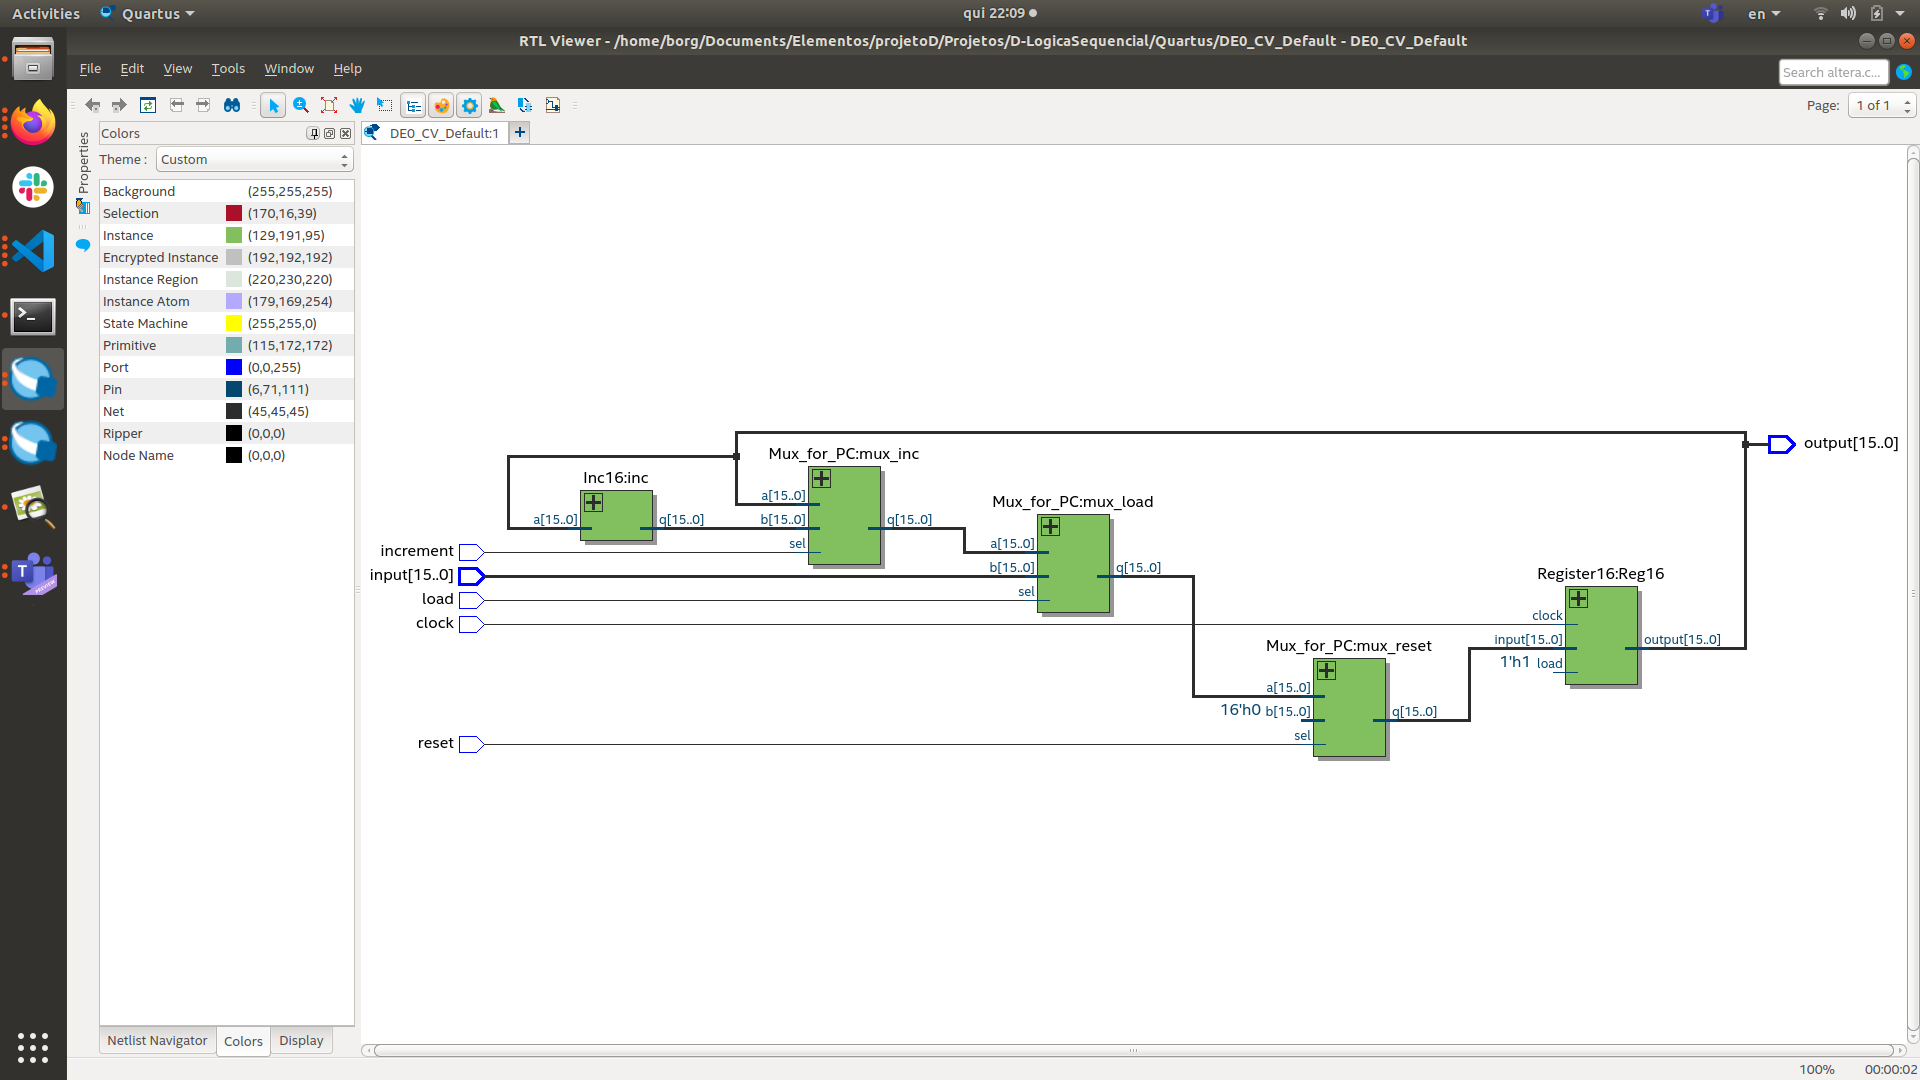 Activities Quartus qui 22:09 en
RTL Viewer - /home/borg/Documents/Elementos/projetoD/Projetos/D-LogicaSequencial/Quartus/DE0_CV_Default - DE0_CV_Default
File Edit View Tools Window Help Search altera.c...
Page: 1 of 1
Properties
Colors
DE0_CV_Default:1
Theme : Custom
Background (255,255,255)
Selection (170,16,39)
Instance (129,191,95)
Encrypted Instance (192,192,192)
Instance Region (220,230,220)
Instance Atom (179,169,254)
State Machine (255,255,0)
Primitive (115,172,172)
Port (0,0,255)
Pin (6,71,111)
Net (45,45,45)
Ripper (0,0,0)
Node Name (0,0,0)
output[15..0]
Mux_for_PC:mux_inc
Inc16:inc
a[15..0]
a[15..0] q[15..0] b[15..0] q[15..0]
sel
Mux_for_PC:mux_load
a[15..0]
b[15..0] q[15..0]
sel
increment
input[15..0]
load
clock
Register16:Reg16
clock
input[15..0] output[15..0]
1'h1 load
Mux_for_PC:mux_reset
a[15..0]
16'h0 b[15..0] q[15..0]
sel
reset
Netlist Navigator Colors Display
100% 00:00:02
T
PREVIEW